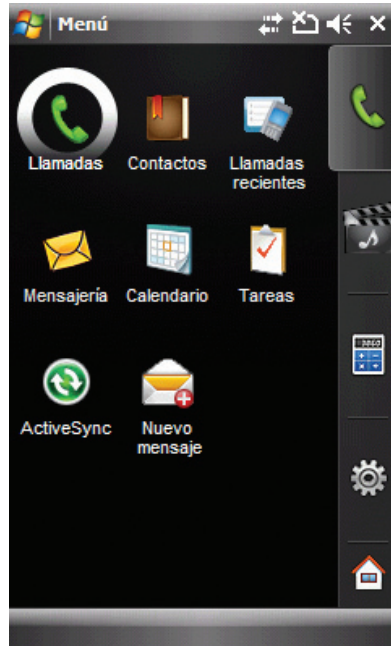 Menú
Llamadas
Contactos
Llamadas
recientes
Mensajería
Calendario
Tareas
ActiveSync
Nuevo
mensaje